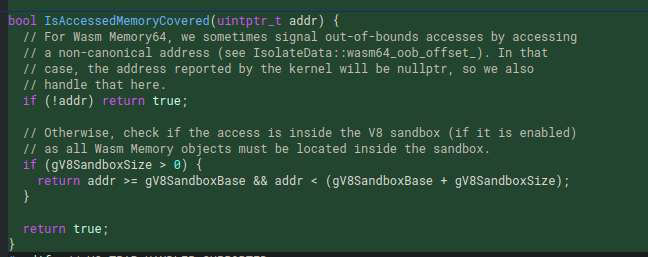 bool IsAccessedMemoryCovered(uintptr_t addr) {
// For Wasm Memory64, we sometimes signal out-of-bounds accesses by accessing
// a non-canonical address (see IsolateData::wasm64_oob_offset_). In that
// case, the address reported by the kernel will be nullptr, so we also
// handle that here.
if (!addr) return true;
// Otherwise, check if the access is inside the V8 sandbox (if it is enabled)
// as all Wasm Memory objects must be located inside the sandbox.
if (gV8SandboxSize > 0) {
return addr >= gV8SandboxBase && addr < (gV8SandboxBase + gV8SandboxSize);
}
return true;
}